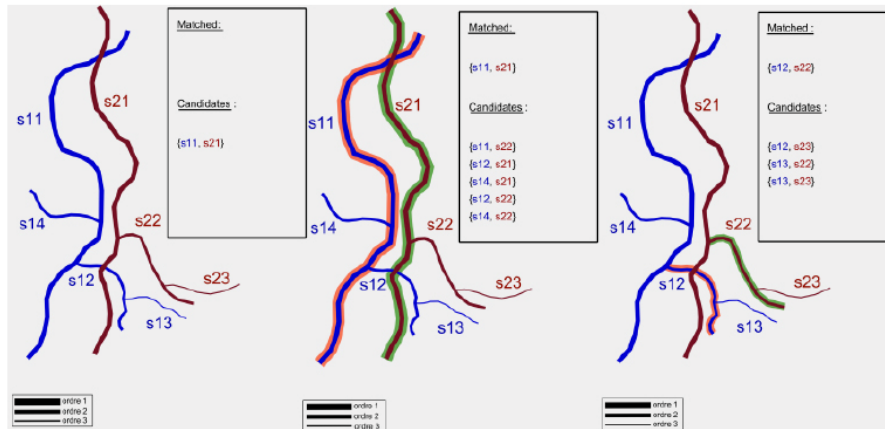 Matched:
Candidates :
{s11, s21}
s21
s11
s14
s22
s12
s23
s13
ordre 1
ordre 2
ordre 3
Matched:
{s11, s21}
Candidates :
{s11, s22}
{s12, s21}
{s14, s21}
{s12, s22}
{s14, s22}
s21
s11
s14
s22
s12
s23
s13
ordre 1
ordre 2
ordre 3
Matched:
{s12, s22}
Candidates :
{s12, s23}
{s13, s22}
{s13, s23}
s21
s11
s14
s22
s12
s23
s13
ordre 1
ordre 2
ordre 3